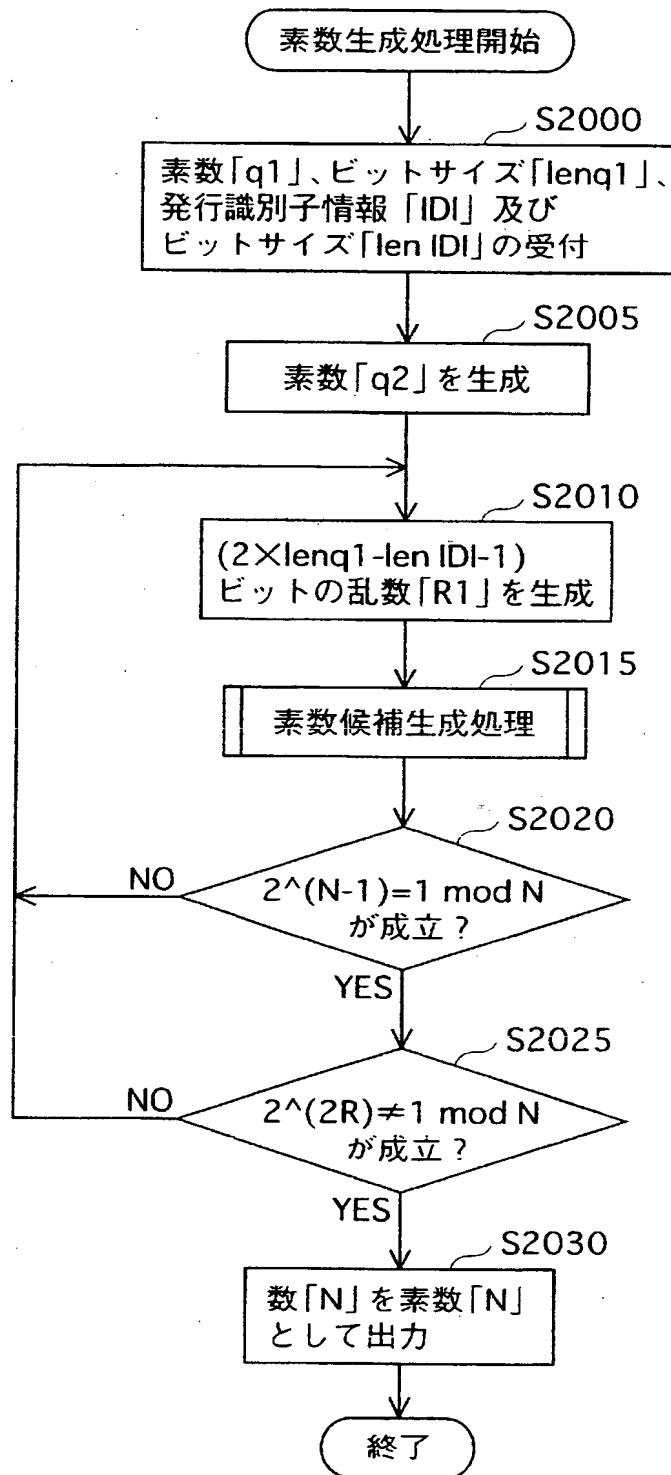 素数生成処理開始
S2000
素数「q1」、ビットサイズ「lenq1」、
発行識別子情報「IDI」及び
ビットサイズ「len IDI」の受付
S2005
素数「q2」を生成
S2010
(2×lenq1-len IDI-1)
ビットの乱数「R1」を生成
S2015
素数候補生成処理
S2020
NO
2^(N-1)=1 mod N
が成立？
YES
S2025
NO
2^(2R)≠1 mod N
が成立？
YES
S2030
数「N」を素数「N」
として出力
終了